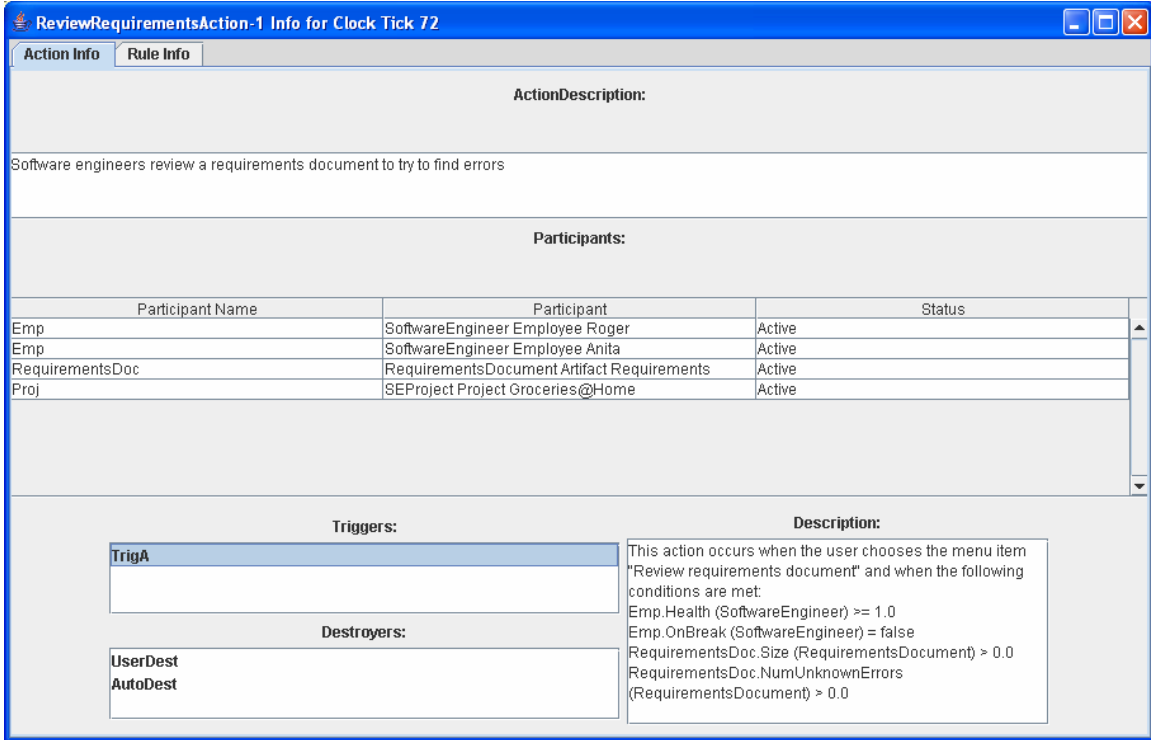 ReviewRequirementsAction-1 Info for Clock Tick 72
Action Info Rule Info
ActionDescription:
Software engineers review a requirements document to try to find errors
Participants:
Participant Name Participant Status
Emp SoftwareEngineer Employee Roger Active
Emp SoftwareEngineer Employee Anita Active
RequirementsDoc RequirementsDocument Artifact Requirements Active
Proj SEProject Project Groceries@Home Active
Triggers:
TrigA
Destroyers:
UserDest
AutoDest
Description:
This action occurs when the user chooses the menu item
"Review requirements document" and when the following
conditions are met:
Emp.Health (SoftwareEngineer) >= 1.0
Emp.OnBreak (SoftwareEngineer) = false
RequirementsDoc.Size (RequirementsDocument) > 0.0
RequirementsDoc.NumUnknownErrors
(RequirementsDocument) > 0.0